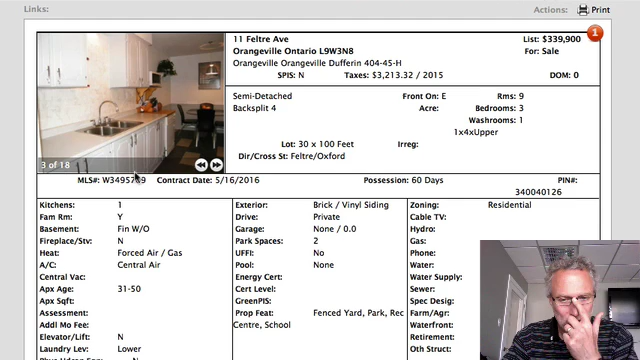 Links:
Actions: Print
1
11 Feltre Ave List: $339,900
Orangeville Ontario L9W3N8 For: Sale
Orangeville Orangeville Dufferin 404-45-H
SPIS: N Taxes: $3,213.32 / 2015 DOM: 0
Semi-Detached Front On: E Rms: 9
Backsplit 4 Acre: Bedrooms: 3
Washrooms: 1
1x4xUpper
Lot: 30 x 100 Feet Irreg:
Dir/Cross St: Feltre/Oxford
3 of 18
MLS#: Contract Date: 5/16/2016 Possession: 60 Days PIN#:
340040126
Kitchens: 1 Exterior: Brick / Vinyl Siding Zoning: Residential
Fam Rm: Y Drive: Private Cable TV:
Basement: Fin W/O Garage: None / 0.0 Hydro:
Fireplace/Stv: N Park Spaces: 2 Gas:
Heat: Forced Air / Gas UFFI: No Phone:
A/C: Central Air Pool: None Water:
Central Vac: Energy Cert: Water Supply:
Apx Age: 31-50 Cert Level: Sewer:
Apx Sqft: GreenPIS: Spec Desig:
Assessment: Prop Feat: Fenced Yard, Park, Rec Farm/Agr:
Addl Mo Fee: Centre, School Waterfront:
Elevator/Lift: N Retirement:
Laundry Lev: Lower Oth Struct:
N